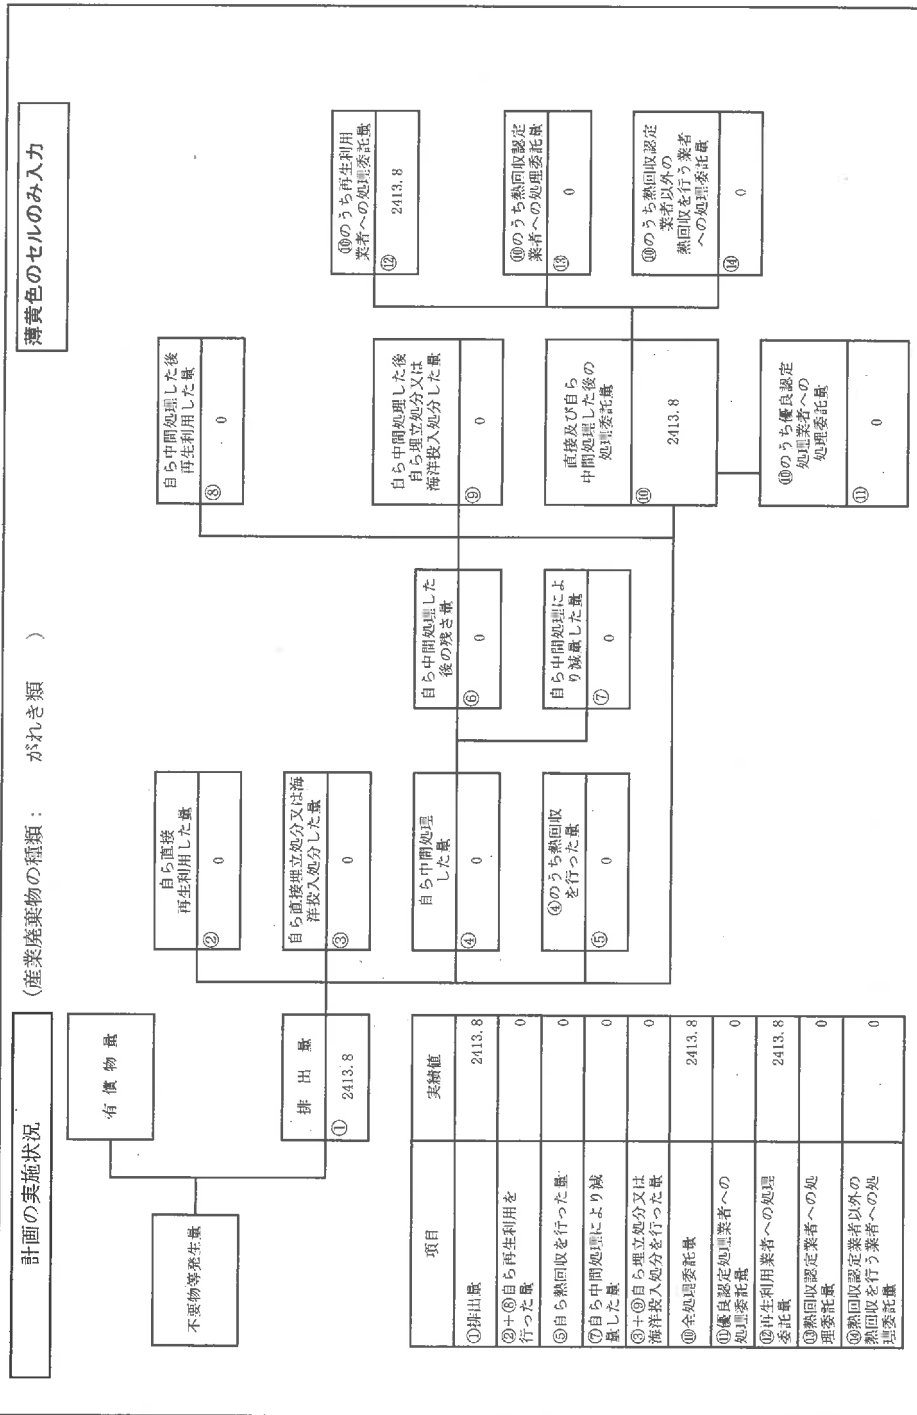 計画の実施状況
(産業廃棄物の種類： がれき類 )
薄黄色のセルのみ入力
不要物等発生量
有償物量
排出量
① 2413.8
自ら直接
再生利用した量
② 0
自ら直接埋立処分又は海
洋投入処分した量
③ 0
自ら中間処理
した量
④ 0
④のうち熱回収
を行った量
⑤ 0
自ら中間処理した
後の残さ量
⑥ 0
自ら中間処理によ
り減量した量
⑦ 0
自ら中間処理した後
再生利用した量
⑧ 0
自ら中間処理した後
自ら埋立処分又は
海洋投入処分した量
⑨ 0
直接及び自ら
中間処理した後の
処理委託量
⑩ 2413.8
⑩のうち優良認定
処理業者への
処理委託量
⑪ 0
⑩のうち再生利用
業者への処理委託量
⑫ 2413.8
⑩のうち熱回収認定
業者への処理委託量
⑬ 0
⑩のうち熱回収認定
業者以外の
熱回収を行う業者
への処理委託量
⑭ 0
項目 実績値
①排出量 2413.8
②+⑧自ら再生利用を
行った量 0
⑤自ら熱回収を行った量 0
⑦自ら中間処理により減
量した量 0
③+⑨自ら埋立処分又は
海洋投入処分を行った量 0
⑩全処理委託量 2413.8
⑪優良認定処理業者への
処理委託量 0
⑫再生利用業者への処理
委託量 2413.8
⑬熱回収認定業者への処
理委託量 0
⑭熱回収認定業者以外の
熱回収を行う業者への処
理委託量 0